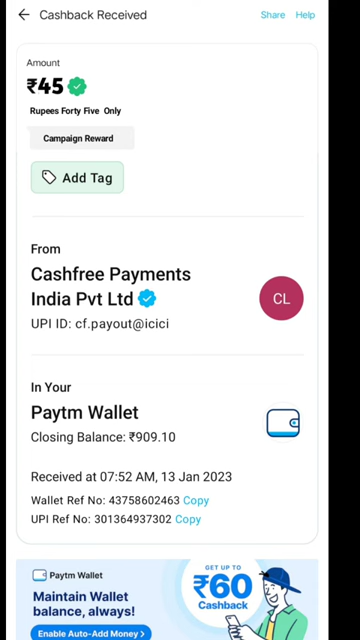 Cashback Received
Share Help
Amount
₹45
Rupees Forty Five Only
Campaign Reward
Add Tag
From
Cashfree Payments
India Pvt Ltd
CL
UPI ID: cf.payout@icici
In Your
Paytm Wallet
Closing Balance: ₹909.10
Received at 07:52 AM, 13 Jan 2023
Wallet Ref No: 43758602463 Copy
UPI Ref No: 301364937302 Copy
Paytm Wallet
Maintain Wallet
balance, always!
Enable Auto-Add Money >
GET UP TO
₹60
Cashback